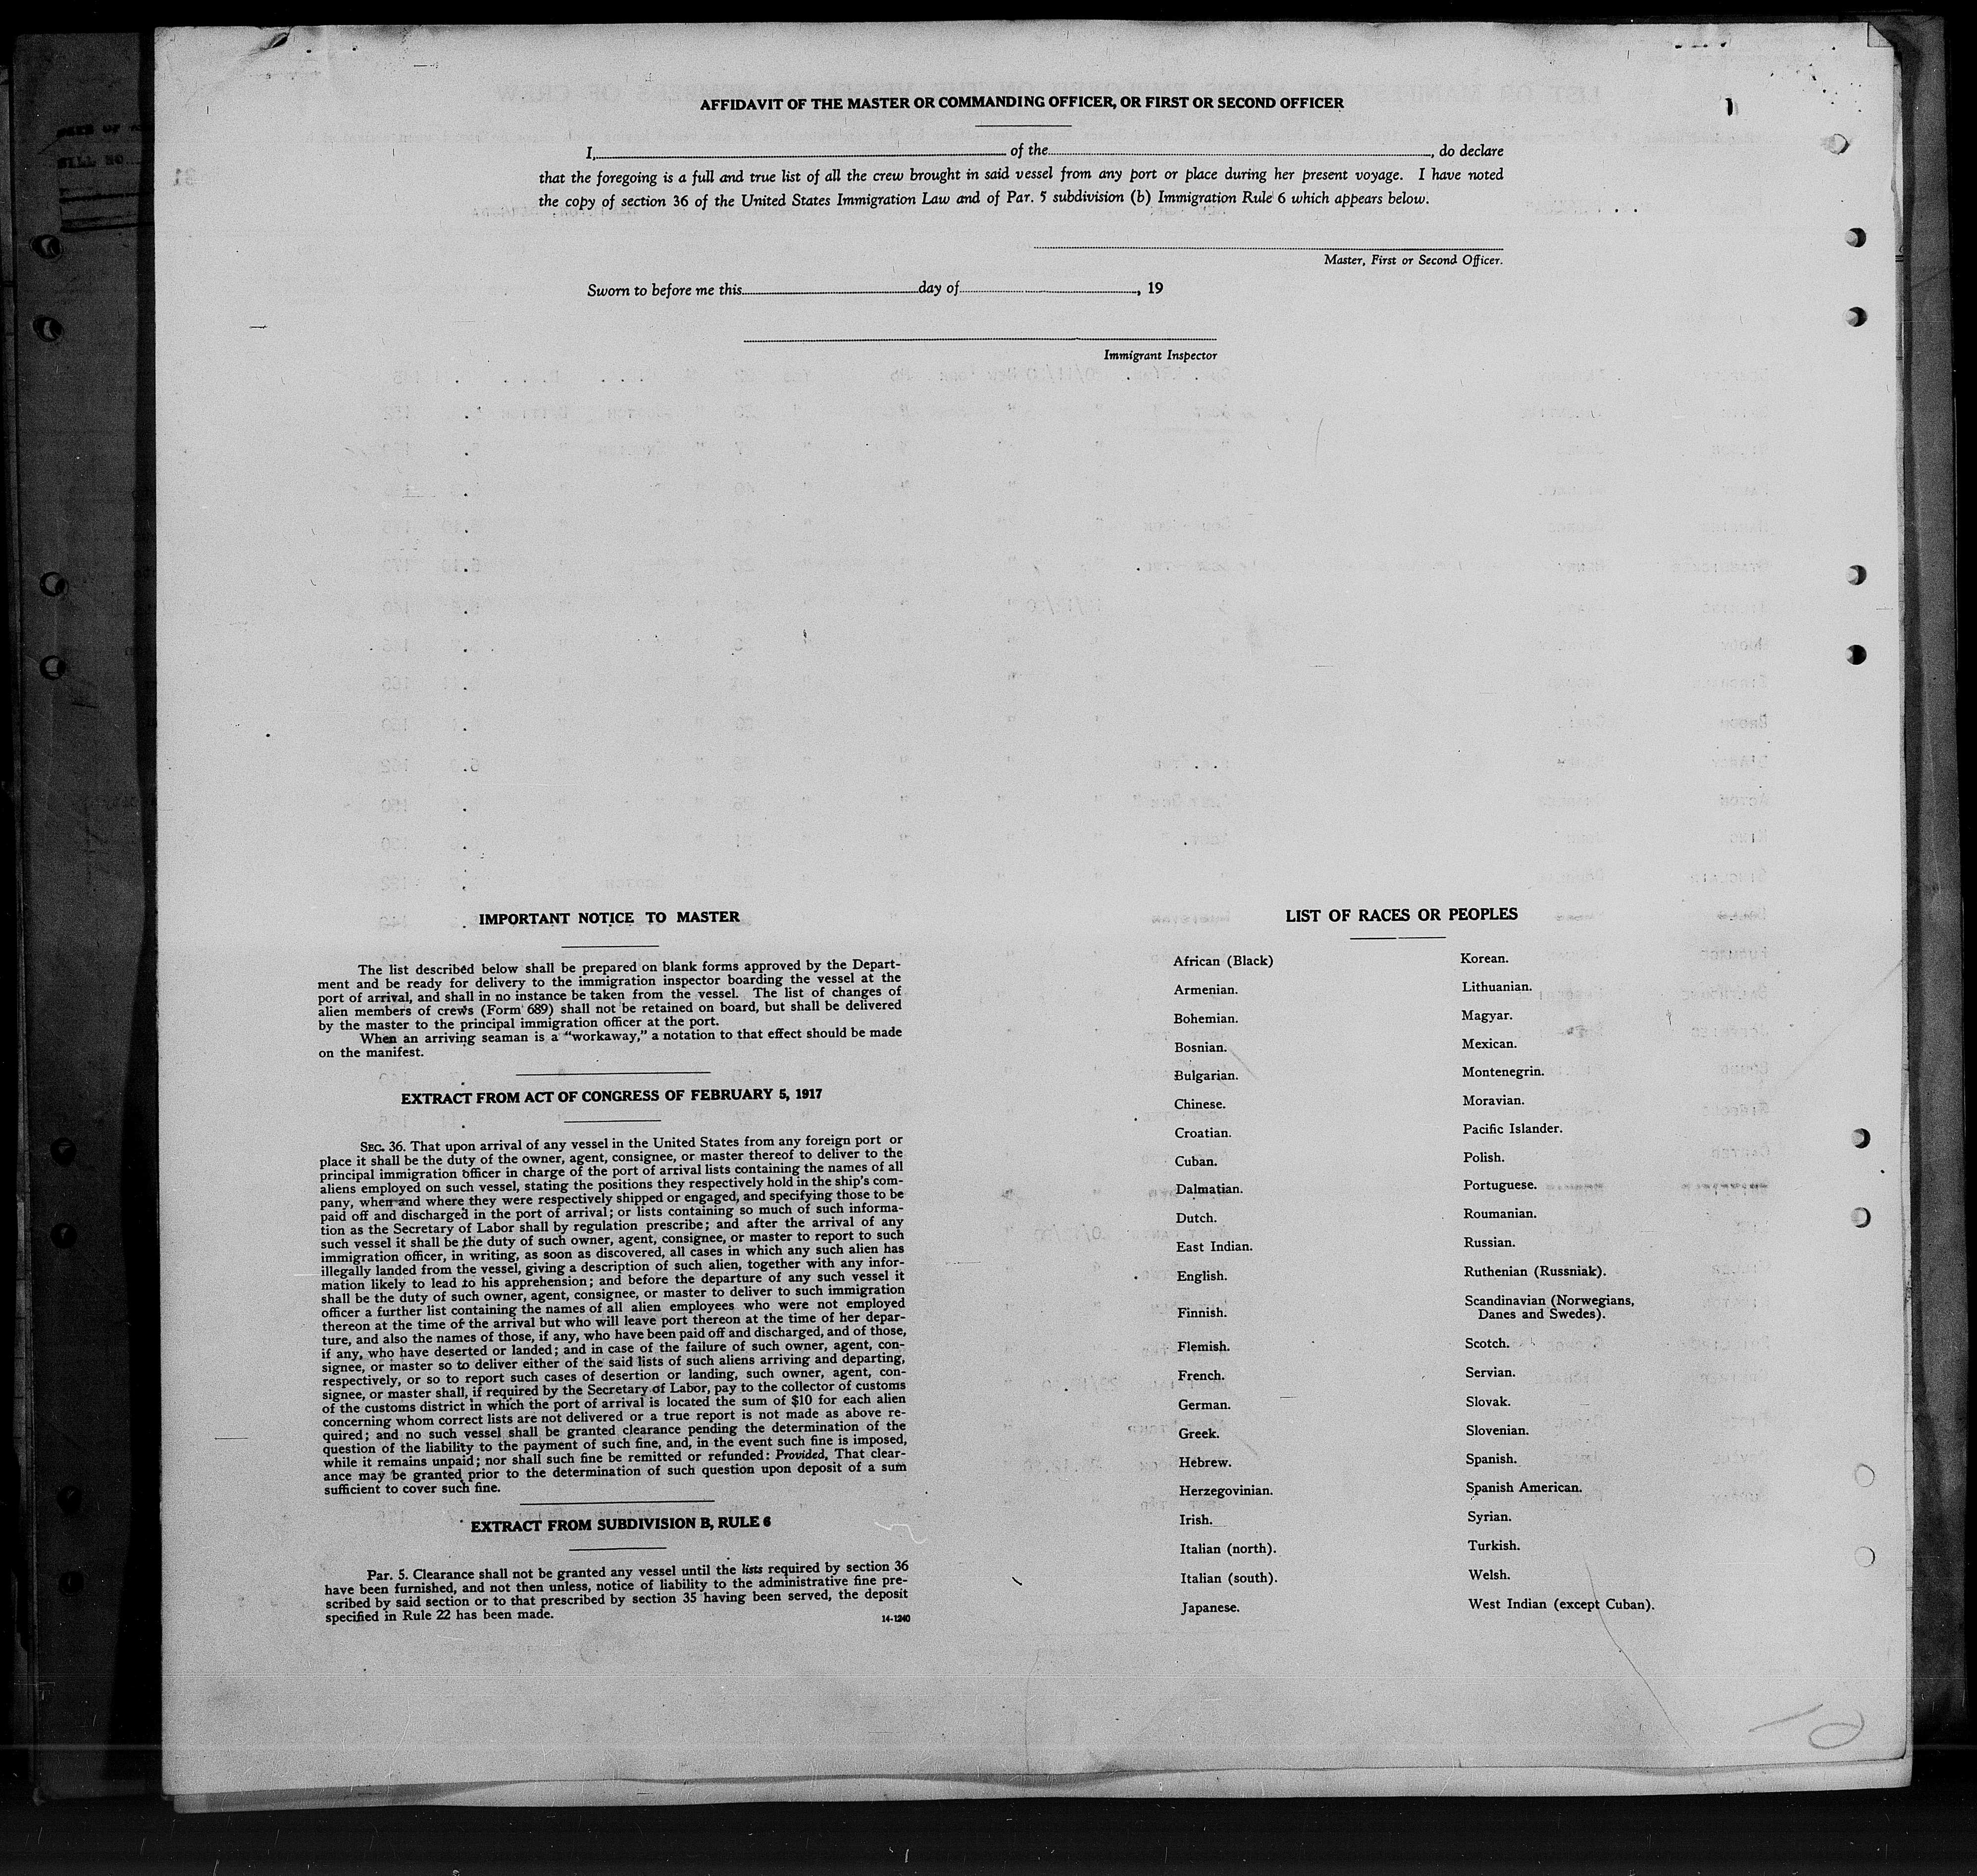 AFFIDAVIT OF THE MASTER OR COMMANDING OFFICER, OR FIRST OR SECOND OFFICER
I, of the , do declare
that the foregoing is a full and true list of all the crew brought in said vessel from any port or place during her present voyage. I have noted
the copy of section 36 of the United States Immigration Law and of Par. 5 subdivision (b) Immigration Rule 6 which appears below.
Master, First or Second Officer.
Sworn to before me this day of , 19
Immigrant Inspector
IMPORTANT NOTICE TO MASTER
The list described below shall be prepared on blank forms approved by the Depart-
ment and be ready for delivery to the immigration inspector boarding the vessel at the
port of arrival, and shall in no instance be taken from the vessel. The list of changes of
alien members of crews (Form 689) shall not be retained on board, but shall be delivered
by the master to the principal immigration officer at the port.
When an arriving seaman is a "workaway," a notation to that effect should be made
on the manifest.
EXTRACT FROM ACT OF CONGRESS OF FEBRUARY 5, 1917
SEC. 36. That upon arrival of any vessel in the United States from any foreign port or
place it shall be the duty of the owner, agent, consignee, or master thereof to deliver to the
principal immigration officer in charge of the port of arrival lists containing the names of all
aliens employed on such vessel, stating the positions they respectively hold in the ship's com-
pany, when and where they were respectively shipped or engaged, and specifying those to be
paid off and discharged in the port of arrival; or lists containing so much of such informa-
tion as the Secretary of Labor shall by regulation prescribe; and after the arrival of any
such vessel it shall be the duty of such owner, agent, consignee, or master to report to such
immigration officer, in writing, as soon as discovered, all cases in which any such alien has
illegally landed from the vessel, giving a description of such alien, together with any infor-
mation likely to lead to his apprehension; and before the departure of any such vessel it
shall be the duty of such owner, agent, consignee, or master to deliver to such immigration
officer a further list containing the names of all alien employees who were not employed
thereon at the time of the arrival but who will leave port thereon at the time of her depar-
ture, and also the names of those, if any, who have been paid off and discharged, and of those,
if any, who have deserted or landed; and in case of the failure of such owner, agent, con-
signee, or master so to deliver either of the said lists of such aliens arriving and departing,
respectively, or so to report such cases of desertion or landing, such owner, agent, con-
signee, or master shall, if required by the Secretary of Labor, pay to the collector of customs
of the customs district in which the port of arrival is located the sum of $10 for each alien
concerning whom correct lists are not delivered or a true report is not made as above re-
quired; and no such vessel shall be granted clearance pending the determination of the
question of the liability to the payment of such fine, and, in the event such fine is imposed,
while it remains unpaid; nor shall such fine be remitted or refunded: Provided, That clear-
ance may be granted prior to the determination of such question upon deposit of a sum
sufficient to cover such fine.
EXTRACT FROM SUBDIVISION B, RULE 6
Par. 5. Clearance shall not be granted any vessel until the lists required by section 36
have been furnished, and not then unless, notice of liability to the administrative fine pre-
scribed by said section or to that prescribed by section 35 having been served, the deposit
specified in Rule 22 has been made.
14-1240
LIST OF RACES OR PEOPLES
African (Black)
Armenian.
Bohemian.
Bosnian.
Bulgarian.
Chinese.
Croatian.
Cuban.
Dalmatian.
Dutch.
East Indian.
English.
Finnish.
Flemish.
French.
German.
Greek.
Hebrew.
Herzegovinian.
Irish.
Italian (north).
Italian (south).
Japanese.
Korean.
Lithuanian.
Magyar.
Mexican.
Montenegrin.
Moravian.
Pacific Islander.
Polish.
Portuguese.
Roumanian.
Russian.
Ruthenian (Russniak).
Scandinavian (Norwegians,
Danes and Swedes).
Scotch.
Servian.
Slovak.
Slovenian.
Spanish.
Spanish American.
Syrian.
Turkish.
Welsh.
West Indian (except Cuban).